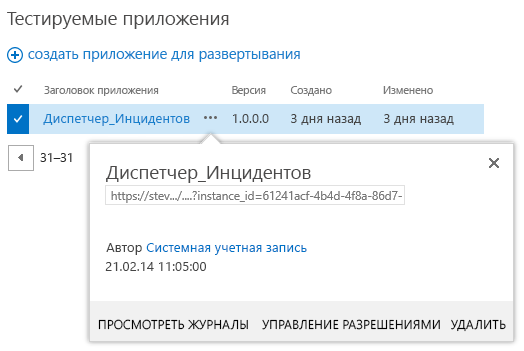 Тестируемые приложения
создать приложение для развертывания
Заголовок приложения Версия Создано Изменено
Диспетчер_Инцидентов ••• 1.0.0.0 3 дня назад 3 дня назад
31–31
Диспетчер_Инцидентов
https://stev.../....?instance_id=61241acf-4b4d-4f8a-86d7-
Автор Системная учетная запись
21.02.14 11:05:00
ПРОСМОТРЕТЬ ЖУРНАЛЫ УПРАВЛЕНИЕ РАЗРЕШЕНИЯМИ УДАЛИТЬ